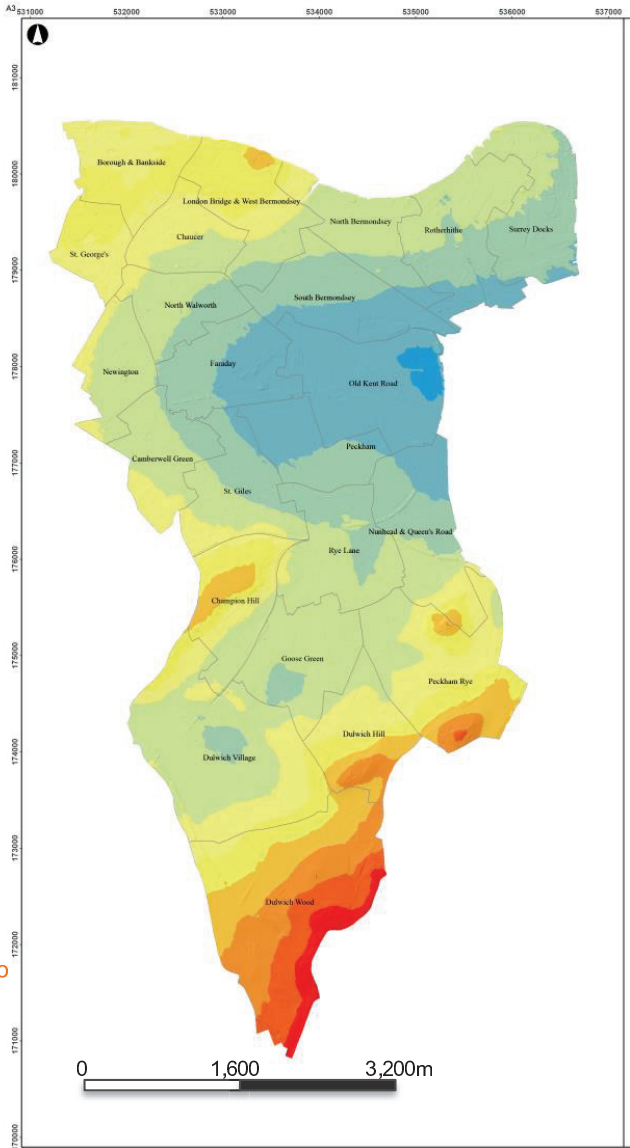 A3
531000 532000 533000 534000 535000 536000 537000
181000
180000
179000
178000
177000
176000
175000
174000
173000
172000
171000
170000
Borough & Bankside
London Bridge & West Bermondsey
North Bermondsey
Rotherhithe
Surrey Docks
Chaucer
St. George's
North Walworth
South Bermondsey
Faraday
Newington
Old Kent Road
Peckham
Camberwell Green
St. Giles
Nunhead & Queen's Road
Rye Lane
Champion Hill
Goose Green
Peckham Rye
Dulwich Hill
Dulwich Village
Dulwich Wood
o
0 1,600 3,200m